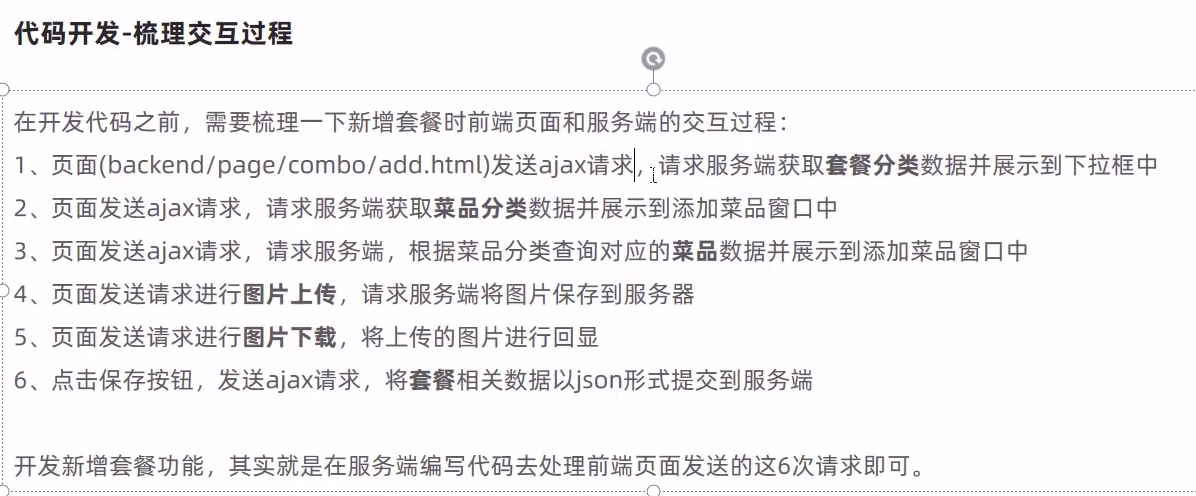 代码开发-梳理交互过程
在开发代码之前，需要梳理一下新增套餐时前端页面和服务端的交互过程：
1、页面(backend/page/combo/add.html)发送ajax请求，请求服务端获取套餐分类数据并展示到下拉框中
2、页面发送ajax请求，请求服务端获取菜品分类数据并展示到添加菜品窗口中
3、页面发送ajax请求，请求服务端，根据菜品分类查询对应的菜品数据并展示到添加菜品窗口中
4、页面发送请求进行图片上传，请求服务端将图片保存到服务器
5、页面发送请求进行图片下载，将上传的图片进行回显
6、点击保存按钮，发送ajax请求，将套餐相关数据以json形式提交到服务端
开发新增套餐功能，其实就是在服务端编写代码去处理前端页面发送的这6次请求即可。